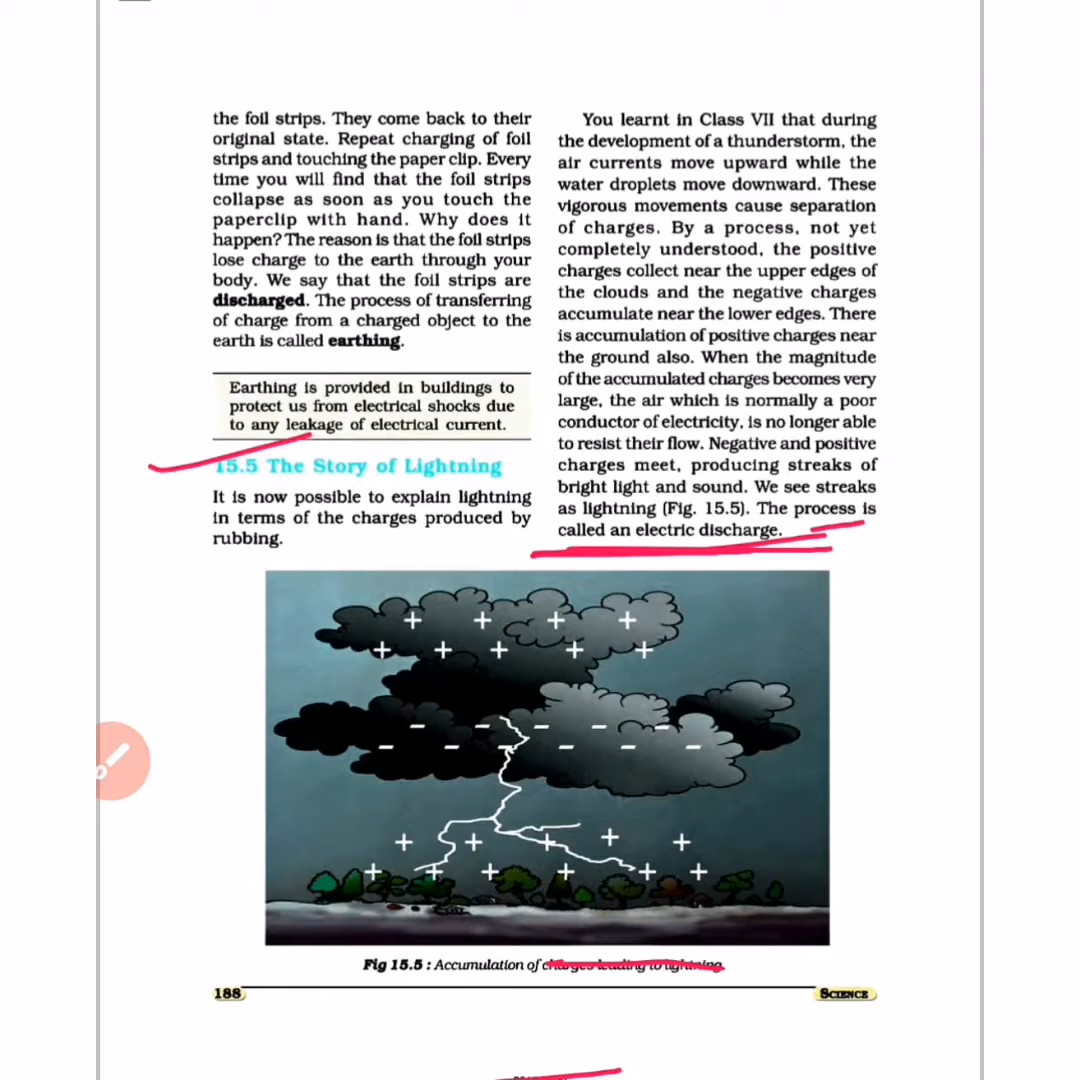 the foil strips. They come back to their
original state. Repeat charging of foil
strips and touching the paper clip. Every
time you will find that the foil strips
collapse as soon as you touch the
paperclip with hand. Why does it
happen? The reason is that the foil strips
lose charge to the earth through your
body. We say that the foil strips are
discharged. The process of transferring
of charge from a charged object to the
earth is called earthing.
Earthing is provided in buildings to
protect us from electrical shocks due
to any leakage of electrical current.
15.5 The Story of Lightning
It is now possible to explain lightning
in terms of the charges produced by
rubbing.
You learnt in Class VII that during
the development of a thunderstorm, the
air currents move upward while the
water droplets move downward. These
vigorous movements cause separation
of charges. By a process, not yet
completely understood, the positive
charges collect near the upper edges of
the clouds and the negative charges
accumulate near the lower edges. There
is accumulation of positive charges near
the ground also. When the magnitude
of the accumulated charges becomes very
large, the air which is normally a poor
conductor of electricity, is no longer able
to resist their flow. Negative and positive
charges meet, producing streaks of
bright light and sound. We see streaks
as lightning (Fig. 15.5). The process is
called an electric discharge.
+ + + +
+ + + + +
- - - - -
- - - - - -
+ + + + +
+ + + + + +
Fig 15.5 : Accumulation of charges leading to lightning.
188
SCIENCE